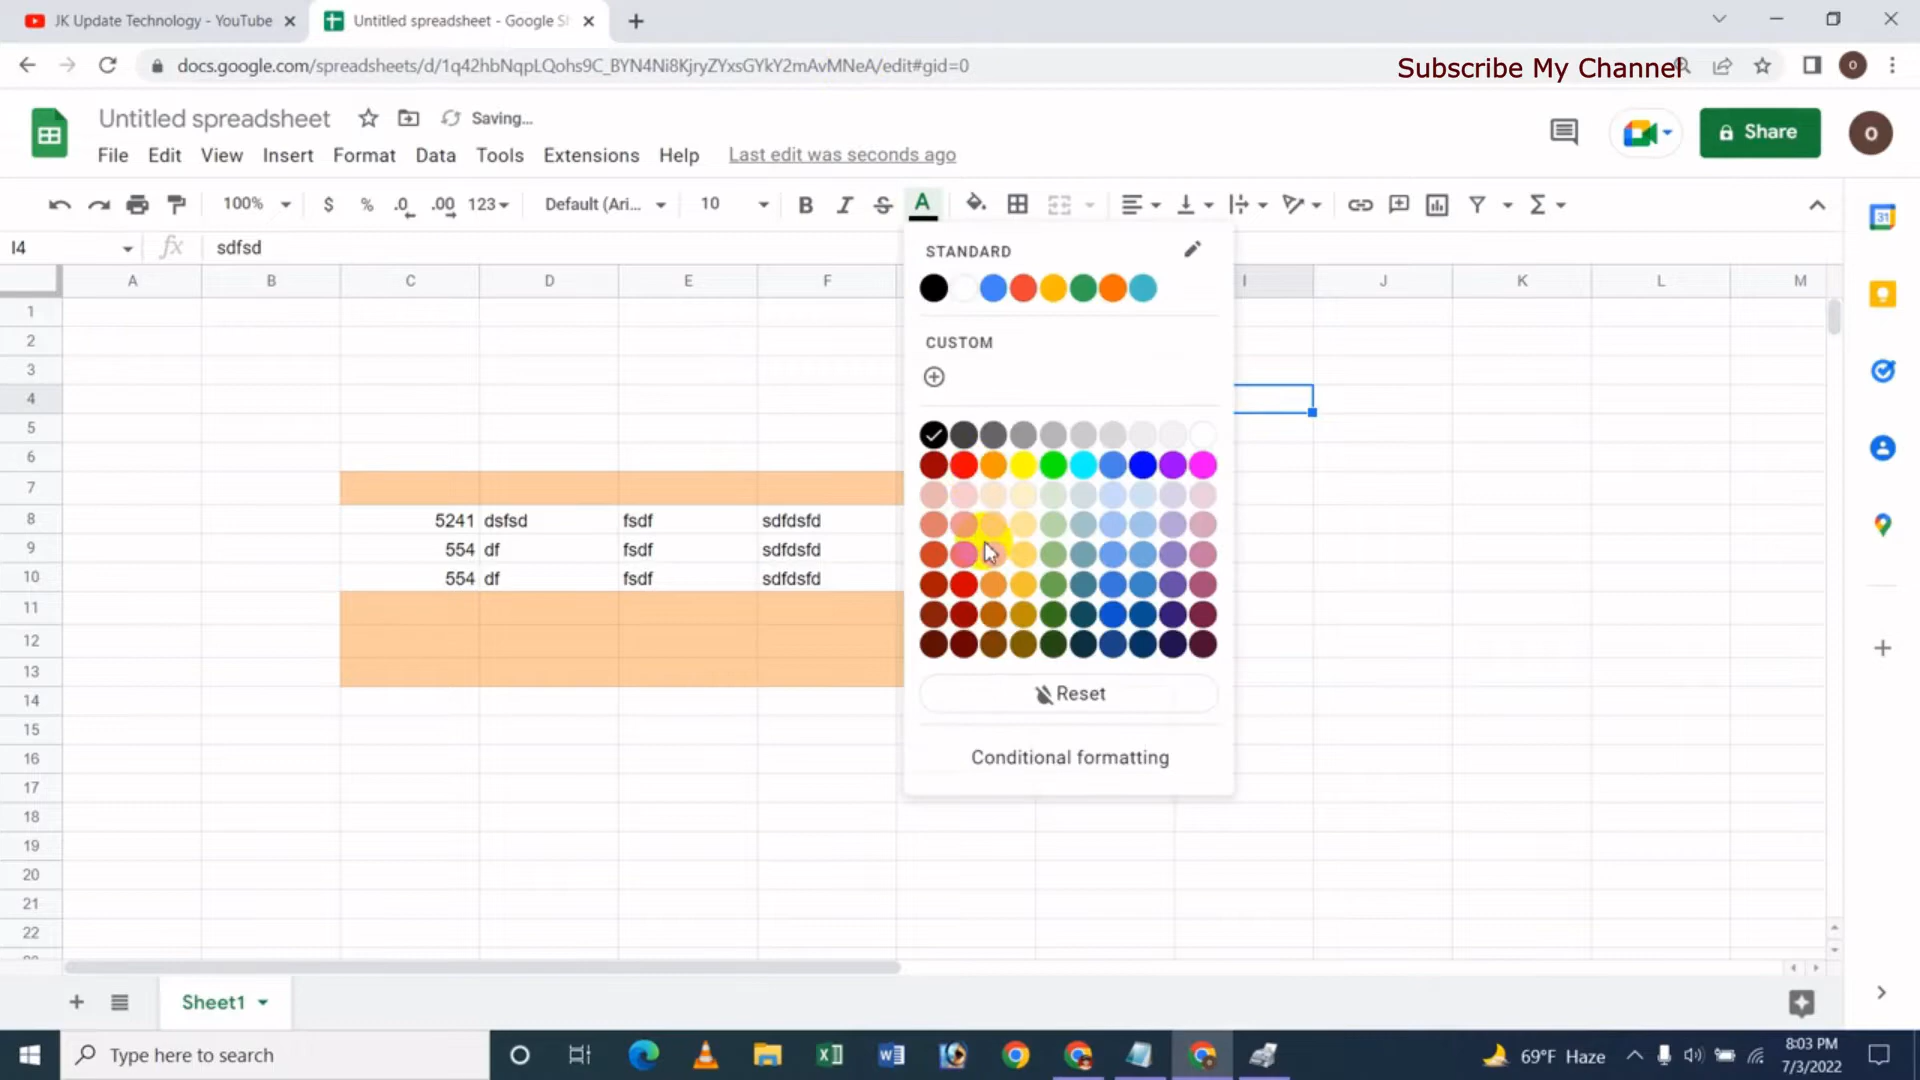 JK Update Technology - YouTube
Untitled spreadsheet - Google Sh
docs.google.com/spreadsheets/d/1q42hbNqpLQohs9C_BYN4Ni8KjryZYxsGYkY2mAvMNeA/edit#gid=0
Subscribe My Channel
O
Untitled spreadsheet
Saving...
Share
O
File Edit View Insert Format Data Tools Extensions Help Last edit was seconds ago
100% $ % .0 .00 123 Default (Ari... 10 B I S A
31
I4 fx sdfsd
STANDARD
A B C D E F I J K L M
1
2
3
CUSTOM
4
5
6
7
8 5241 dsfsd fsdf sdfdsfd
9 554 df fsdf sdfdsfd
10 554 df fsdf sdfdsfd
11
12
13
14
Reset
15
16
Conditional formatting
17
18
19
20
21
22
Sheet1
Type here to search
69°F Haze
8:03 PM
7/3/2022